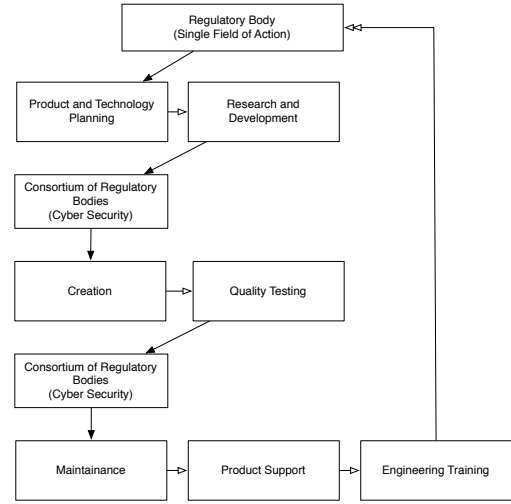 Regulatory Body
(Single Field of Action)
Product and Technology
Planning
Research and
Development
Consortium of Regulatory
Bodies
(Cyber Security)
Creation
Quality Testing
Consortium of Regulatory
Bodies
(Cyber Security)
Maintainance
Product Support
Engineering Training